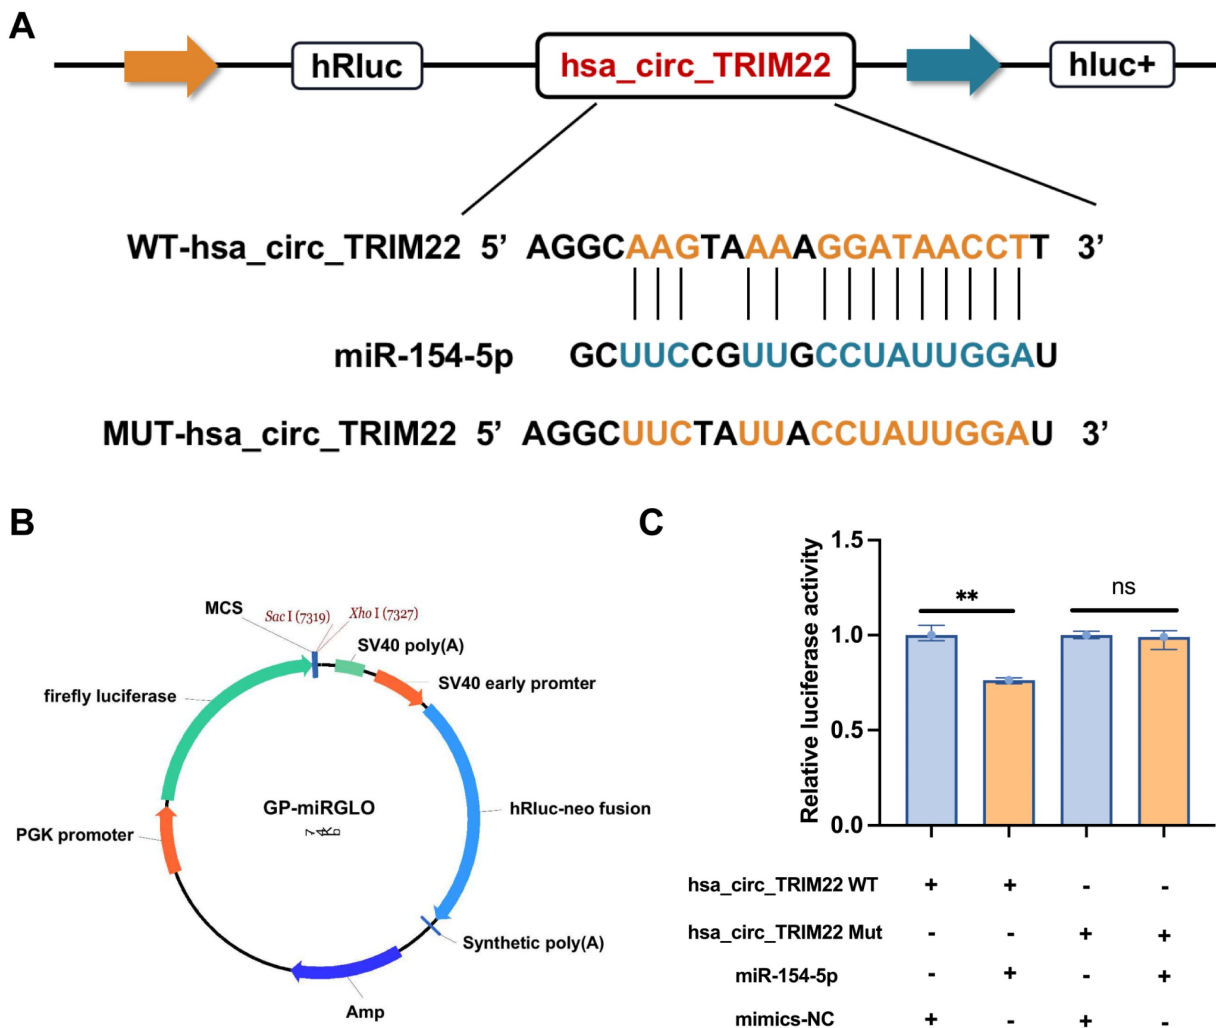 A
hRluc
hsa_circ_TRIM22
hluc+
WT-hsa_circ_TRIM22 5’ AGGCAAGTAAAAGGATAACCTT 3’
miR-154-5p GCUUCCGUUGCCUAUUGGAU
MUT-hsa_circ_TRIM22 5’ AGGCUUCTAUUACCUAUUGGAU 3’
B
MCS
Sac I (7319)
Xho I (7327)
SV40 poly(A)
SV40 early promter
firefly luciferase
GP-miRGLO
hRluc-neo fusion
PGK promoter
Synthetic poly(A)
Amp
C
Relative luciferase activity
1.5
1.0
0.5
0.0
**
ns
hsa_circ_TRIM22 WT + + - -
hsa_circ_TRIM22 Mut - - + +
miR-154-5p - + - +
mimics-NC + - + -